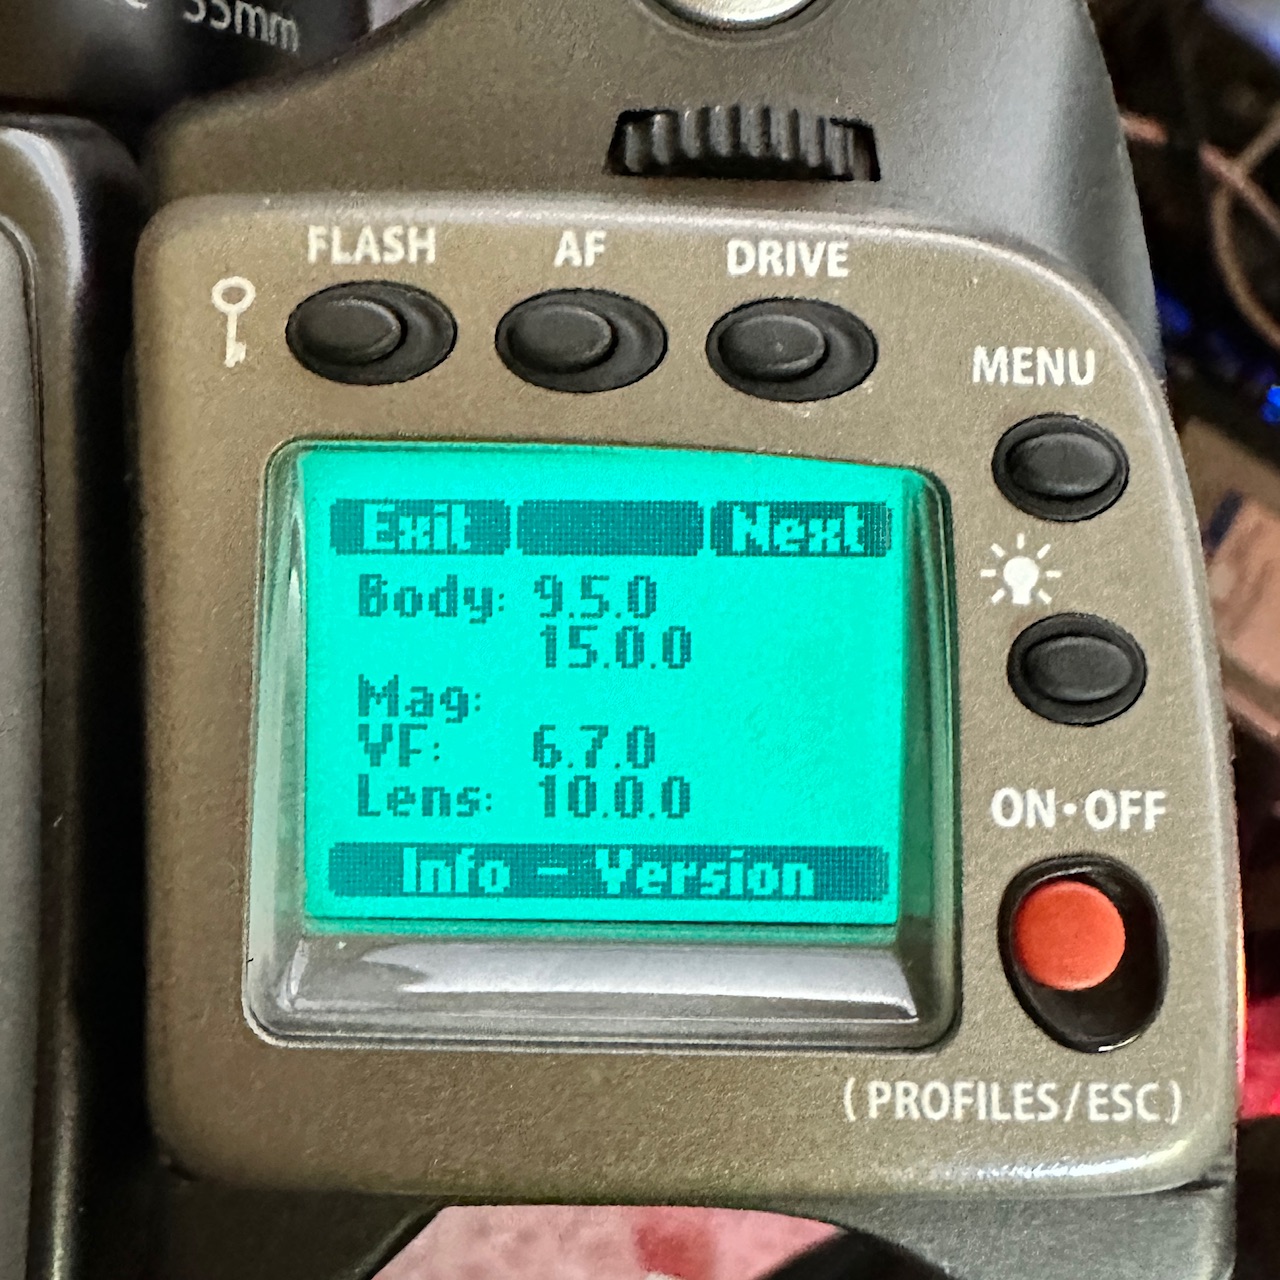 35mm
FLASH AF DRIVE
MENU
Exit Next
Body: 9.5.0
15.0.0
Mag:
VF: 6.7.0
Lens: 10.0.0
Info - Version
ON·OFF
(PROFILES/ESC)